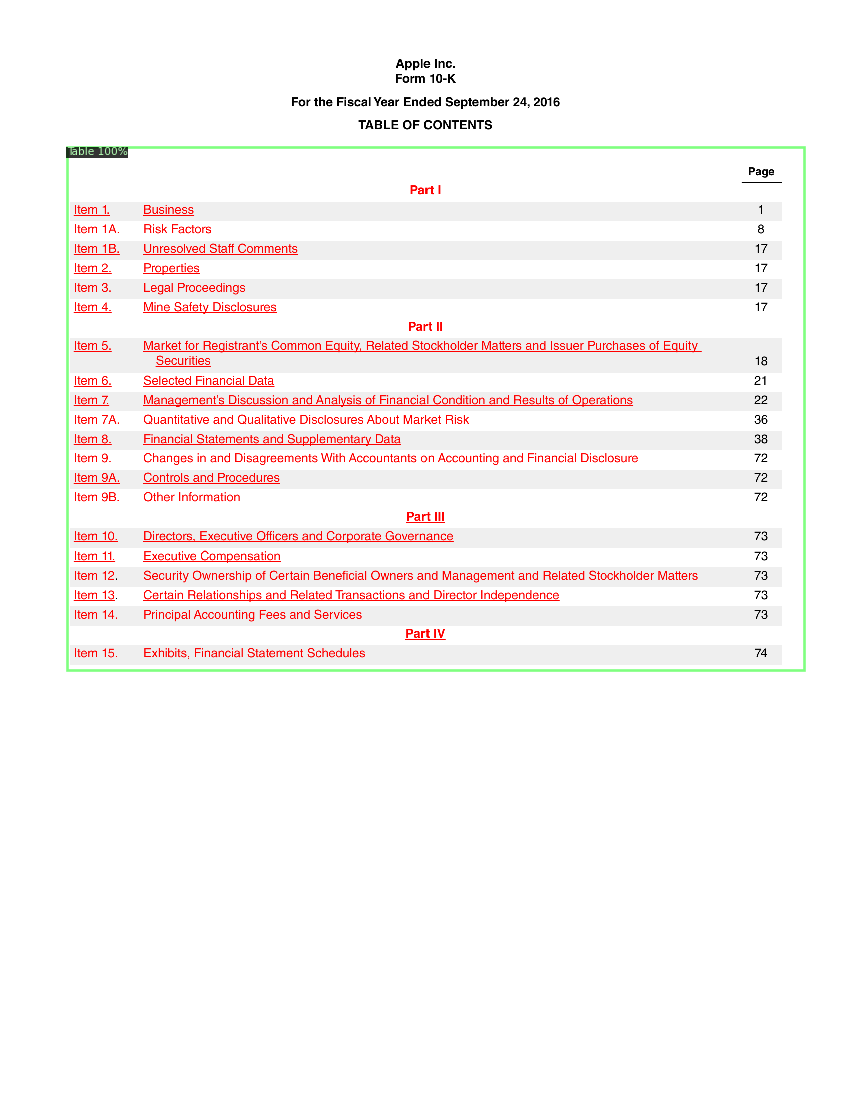 Apple Inc.
Form 10-K
For the Fiscal Year Ended September 24, 2016
TABLE OF CONTENTS
Table 100%
Page
Part I
Item 1. Business 1
Item 1A. Risk Factors 8
Item 1B. Unresolved Staff Comments 17
Item 2. Properties 17
Item 3. Legal Proceedings 17
Item 4. Mine Safety Disclosures 17
Part II
Item 5. Market for Registrant's Common Equity, Related Stockholder Matters and Issuer Purchases of Equity
Securities 18
Item 6. Selected Financial Data 21
Item 7. Management's Discussion and Analysis of Financial Condition and Results of Operations 22
Item 7A. Quantitative and Qualitative Disclosures About Market Risk 36
Item 8. Financial Statements and Supplementary Data 38
Item 9. Changes in and Disagreements With Accountants on Accounting and Financial Disclosure 72
Item 9A. Controls and Procedures 72
Item 9B. Other Information 72
Part III
Item 10. Directors, Executive Officers and Corporate Governance 73
Item 11. Executive Compensation 73
Item 12. Security Ownership of Certain Beneficial Owners and Management and Related Stockholder Matters 73
Item 13. Certain Relationships and Related Transactions and Director Independence 73
Item 14. Principal Accounting Fees and Services 73
Part IV
Item 15. Exhibits, Financial Statement Schedules 74